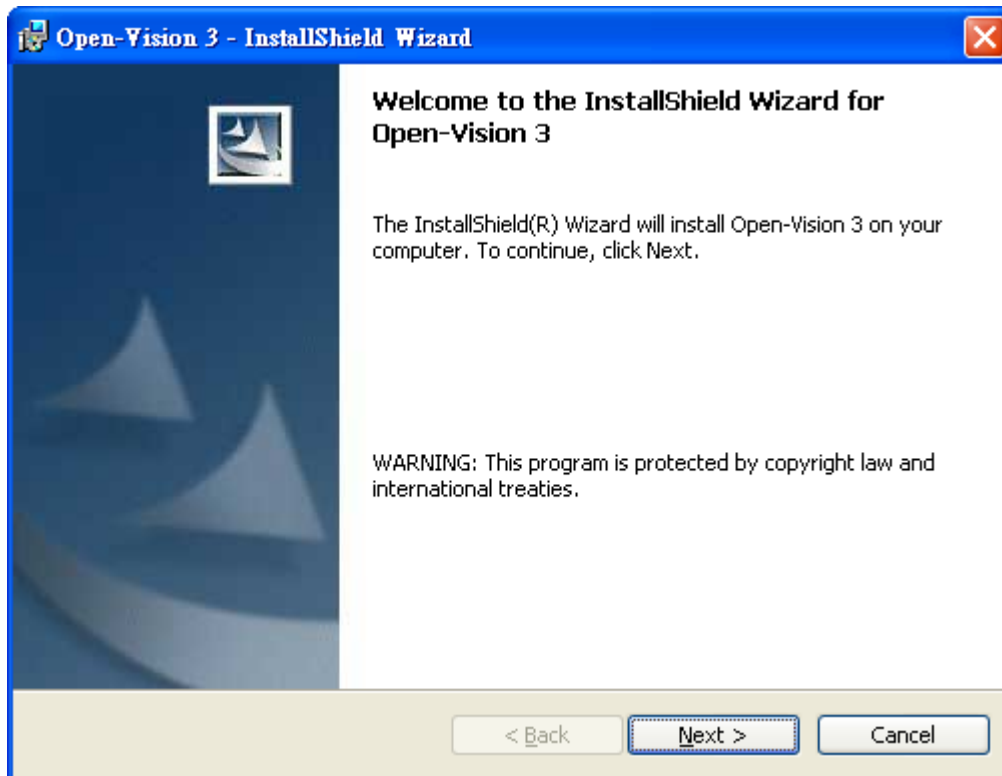 Open-Vision 3 - InstallShield Wizard
Welcome to the InstallShield Wizard for
Open-Vision 3
The InstallShield(R) Wizard will install Open-Vision 3 on your
computer. To continue, click Next.
WARNING: This program is protected by copyright law and
international treaties.
< Back
Next >
Cancel